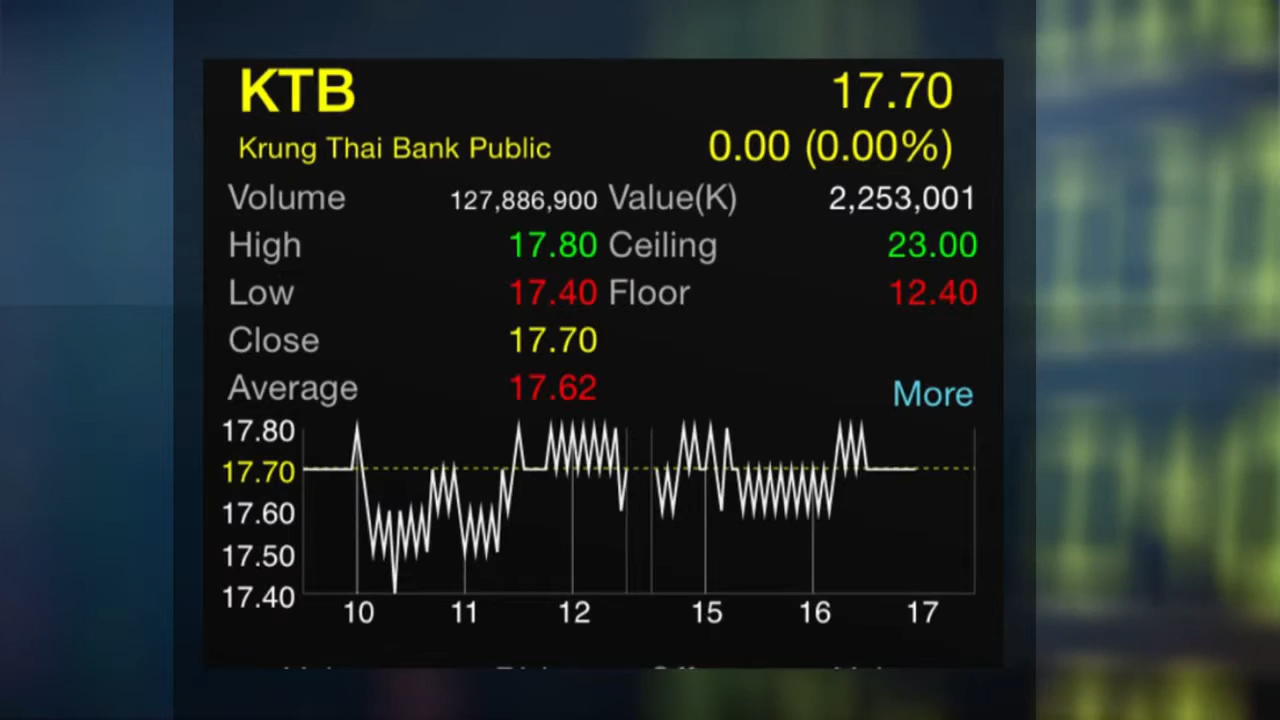 KTB 17.70
Krung Thai Bank Public 0.00 (0.00%)
Volume 127,886,900 Value(K) 2,253,001
High 17.80 Ceiling 23.00
Low 17.40 Floor 12.40
Close 17.70
Average 17.62 More
17.80
17.70
17.60
17.50
17.40
10 11 12 15 16 17